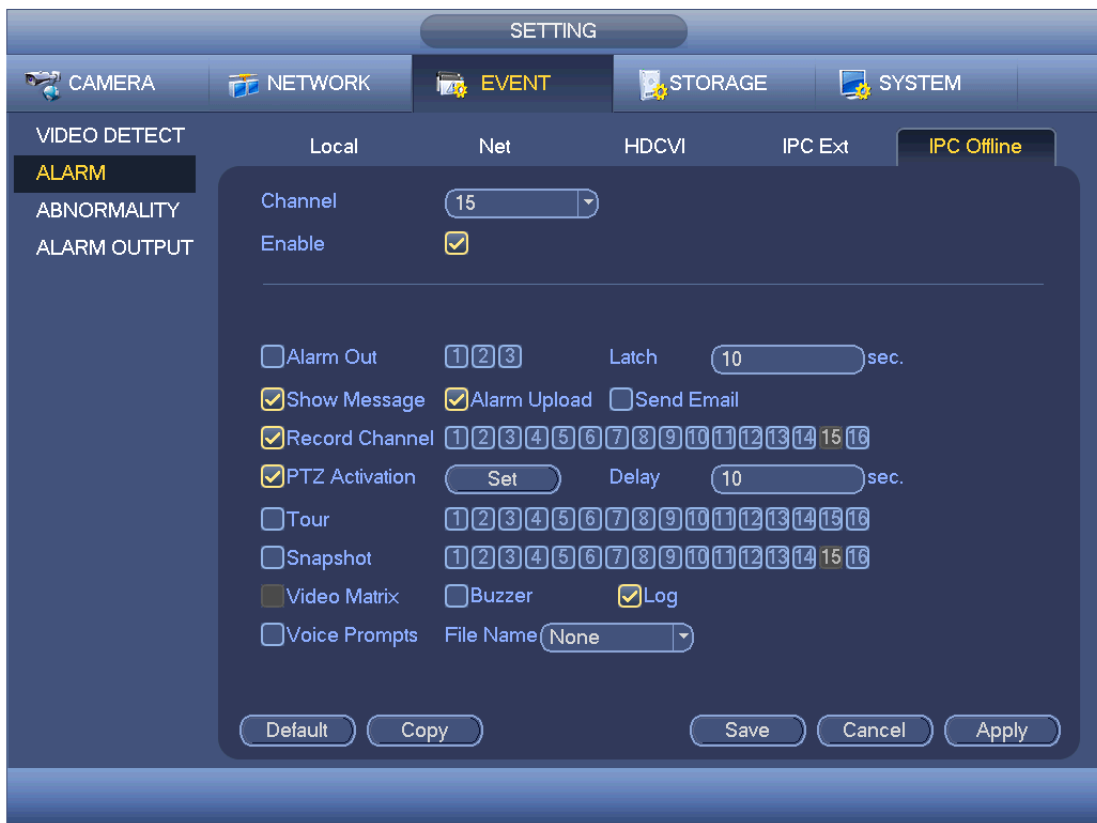 SETTING
CAMERA NETWORK EVENT STORAGE SYSTEM
VIDEO DETECT
ALARM
ABNORMALITY
ALARM OUTPUT
Local Net HDCVI IPC Ext IPC Offline
Channel 15
Enable
Alarm Out 1 2 3 Latch 10 sec.
Show Message Alarm Upload Send Email
Record Channel 1 2 3 4 5 6 7 8 9 10 11 12 13 14 15 16
PTZ Activation Set Delay 10 sec.
Tour 1 2 3 4 5 6 7 8 9 10 11 12 13 14 15 16
Snapshot 1 2 3 4 5 6 7 8 9 10 11 12 13 14 15 16
Video Matrix Buzzer Log
Voice Prompts File Name None
Default Copy Save Cancel Apply